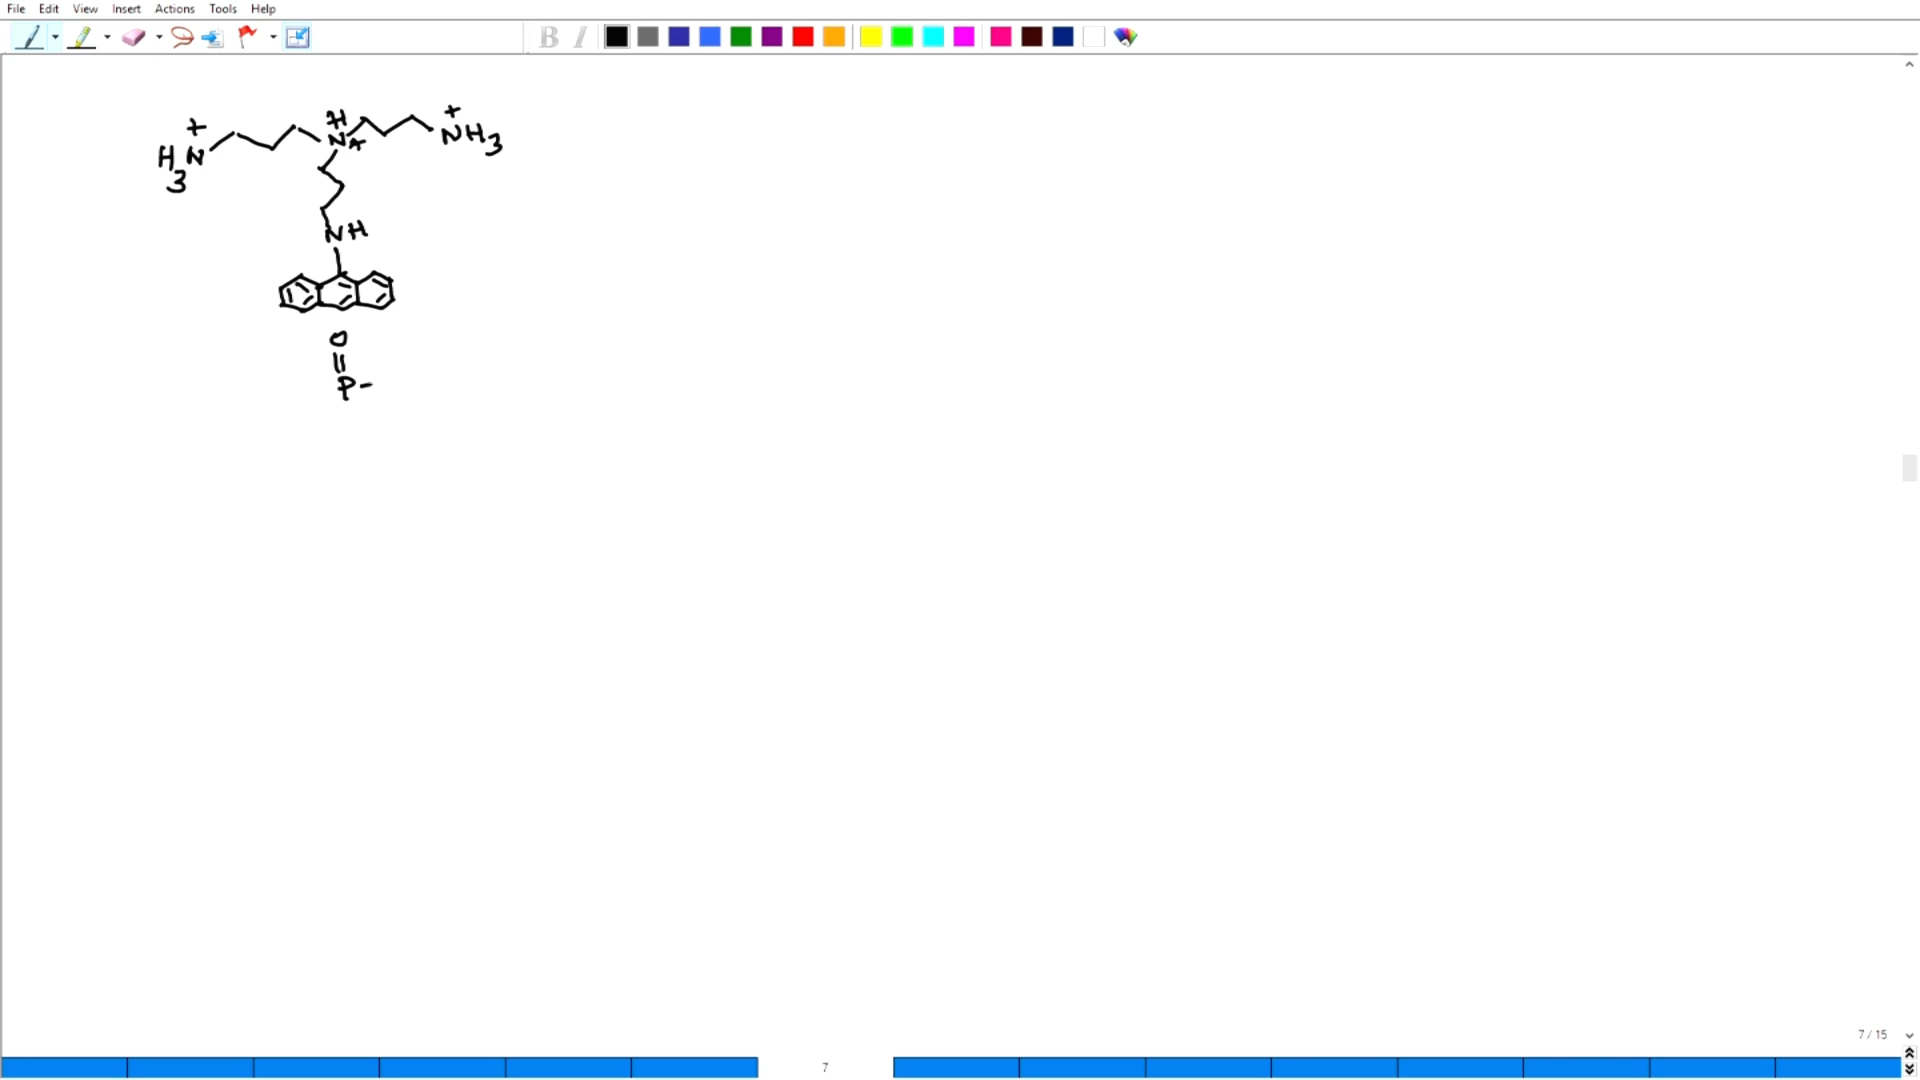 File Edit View Insert Actions Tools Help
B I
H
+
+
N+
NH3
H3N
NH
O
P-
7 / 15
7